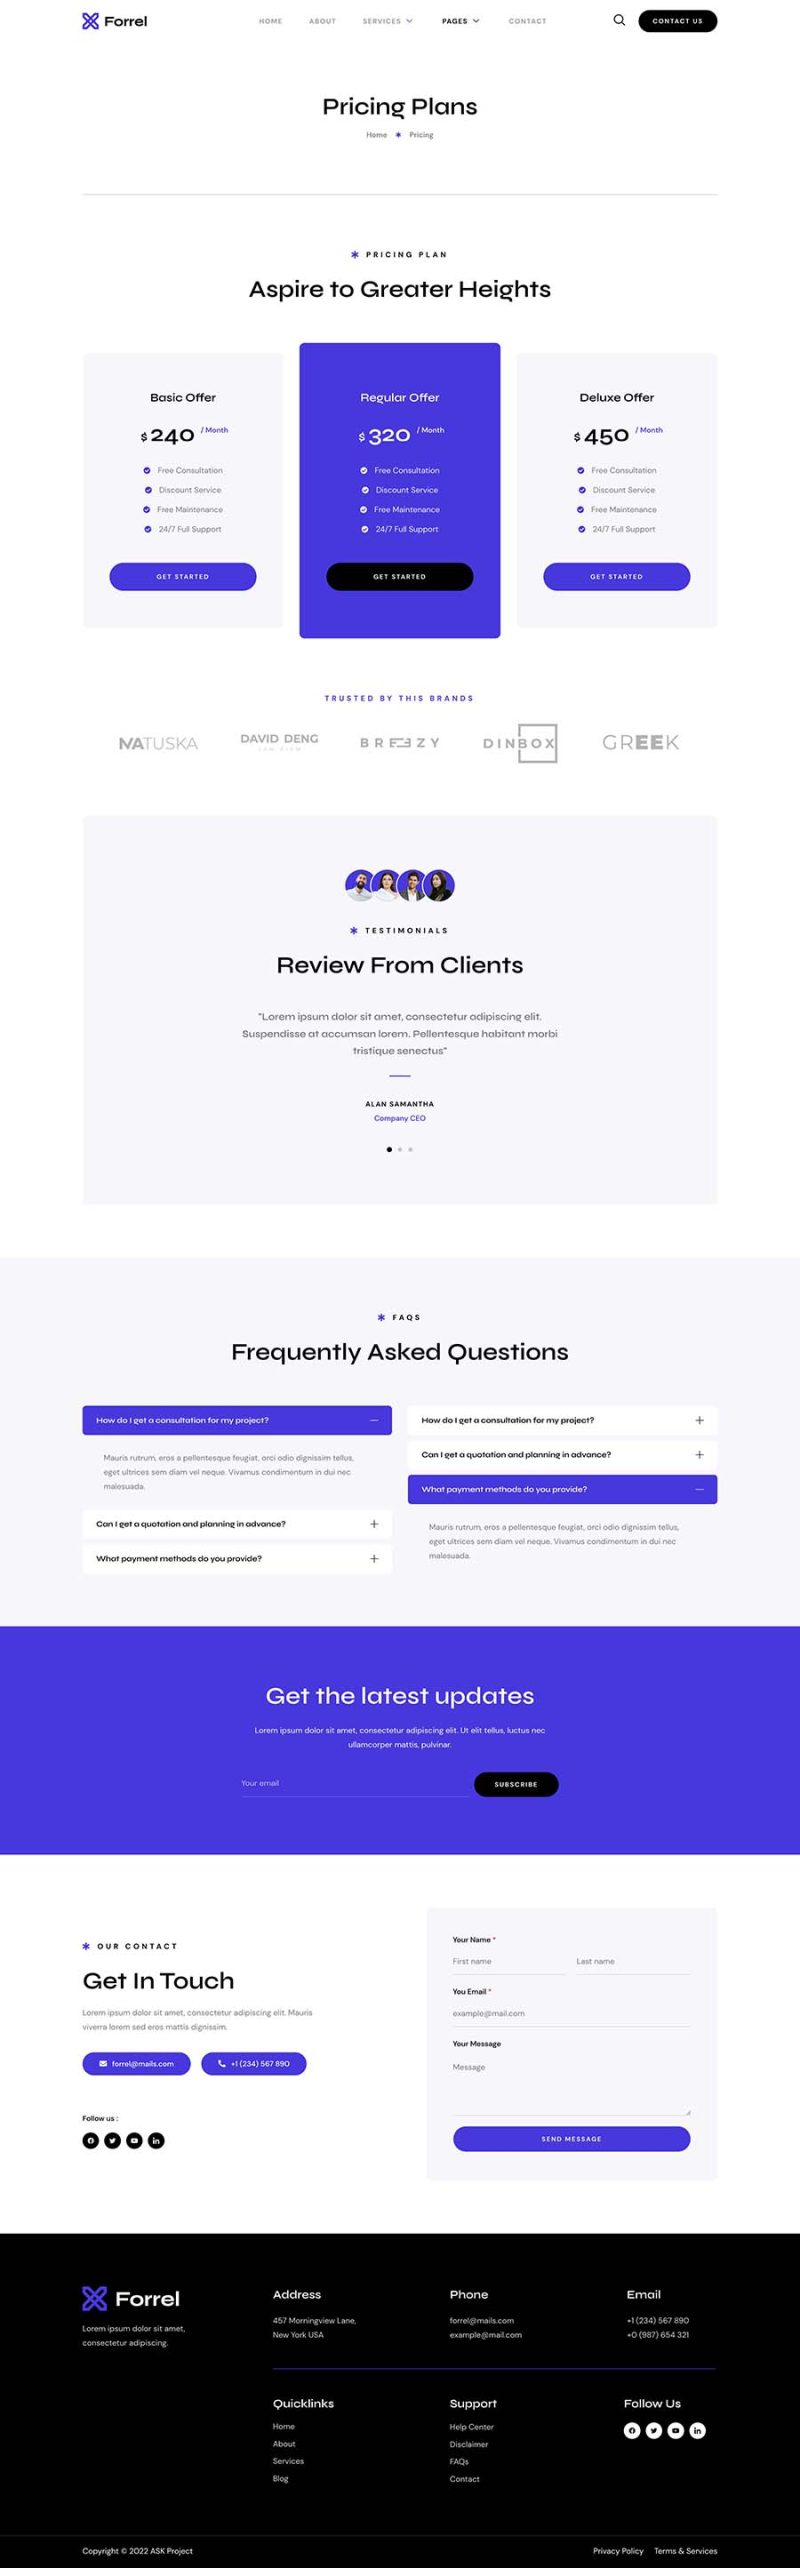 Forrel
HOME ABOUT SERVICES PAGES CONTACT
CONTACT US
Pricing Plans
Home * Pricing
* PRICING PLAN
Aspire to Greater Heights
Basic Offer
$ 240 / Month
Free Consultation
Discount Service
Free Maintenance
24/7 Full Support
GET STARTED
Regular Offer
$ 320 / Month
Free Consultation
Discount Service
Free Maintenance
24/7 Full Support
GET STARTED
Deluxe Offer
$ 450 / Month
Free Consultation
Discount Service
Free Maintenance
24/7 Full Support
GET STARTED
TRUSTED BY THIS BRANDS
NATUSKA
DAVID DENG
LAW FIRM
BREEZY
DINBOX
GREEK
* TESTIMONIALS
Review From Clients
"Lorem ipsum dolor sit amet, consectetur adipiscing elit.
Suspendisse at accumsan lorem. Pellentesque habitant morbi
tristique senectus"
ALAN SAMANTHA
Company CEO
* FAQS
Frequently Asked Questions
How do I get a consultation for my project?
Mauris rutrum, eros a pellentesque feugiat, orci odio dignissim tellus,
eget ultrices sem diam vel neque. Vivamus condimentum in dui nec
malesuada.
Can I get a quotation and planning in advance?
What payment methods do you provide?
How do I get a consultation for my project?
Can I get a quotation and planning in advance?
What payment methods do you provide?
Mauris rutrum, eros a pellentesque feugiat, orci odio dignissim tellus,
eget ultrices sem diam vel neque. Vivamus condimentum in dui nec
malesuada.
Get the latest updates
Lorem ipsum dolor sit amet, consectetur adipiscing elit. Ut elit tellus, luctus nec
ullamcorper mattis, pulvinar.
Your email
SUBSCRIBE
* OUR CONTACT
Get In Touch
Lorem ipsum dolor sit amet, consectetur adipiscing elit. Mauris
viverra lorem sed eros mattis dignissim.
forrel@mails.com
+1 (234) 567 890
Follow us :
Your Name *
First name
Last name
You Email *
example@mail.com
Your Message
Message
SEND MESSAGE
Forrel
Lorem ipsum dolor sit amet,
consectetur adipiscing.
Address
457 Morningview Lane,
New York USA
Phone
forrel@mails.com
example@mail.com
Email
+1 (234) 567 890
+0 (987) 654 321
Quicklinks
Home
About
Services
Blog
Support
Help Center
Disclaimer
FAQs
Contact
Follow Us
Copyright © 2022 ASK Project
Privacy Policy
Terms & Services